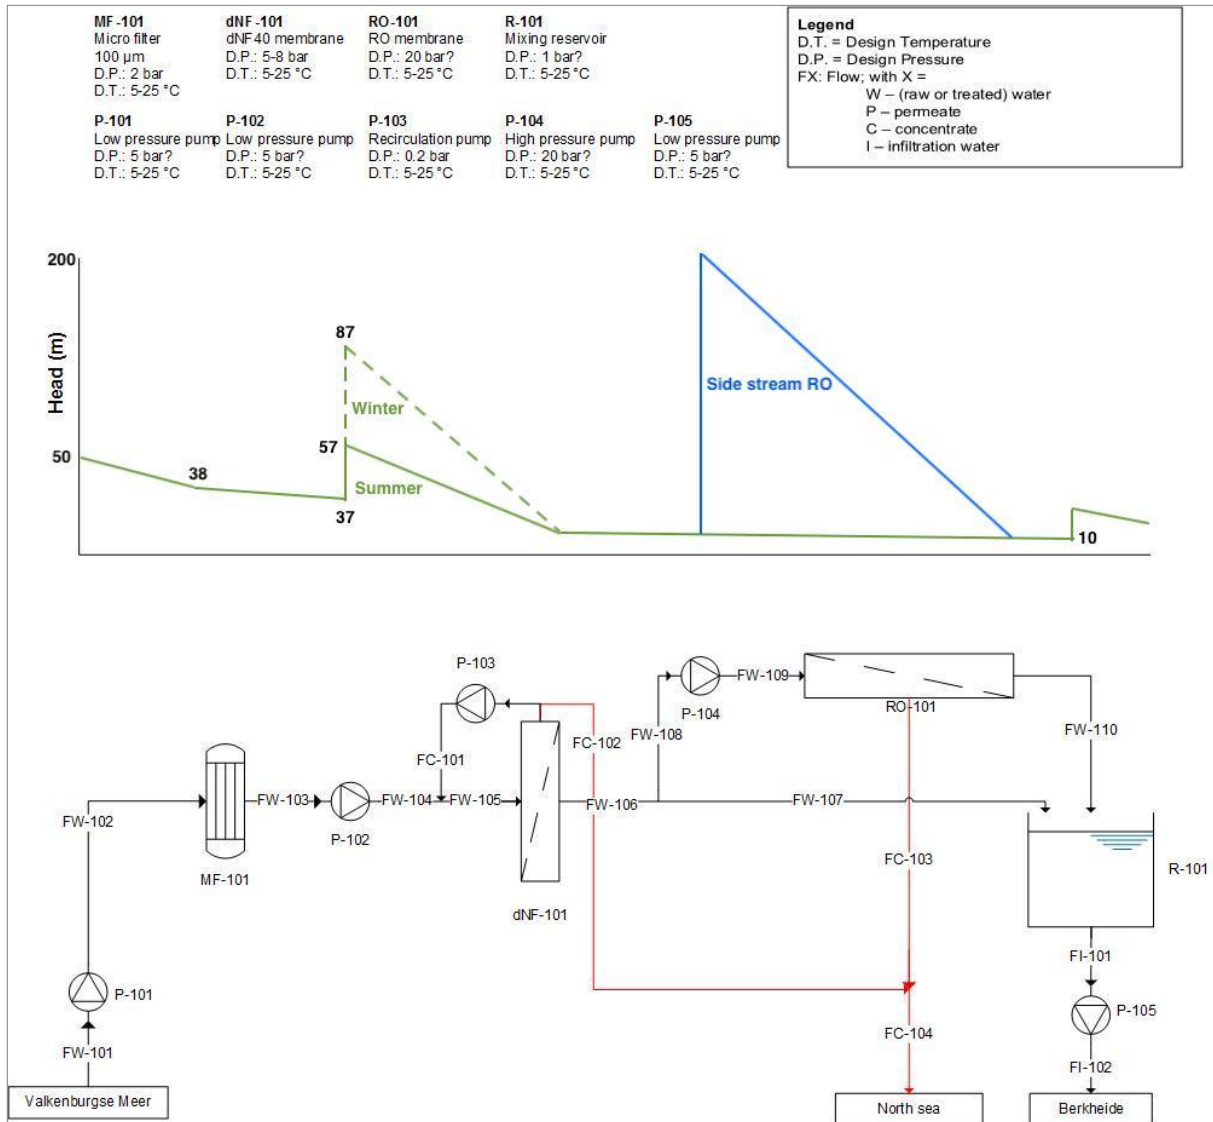 MF-101
Micro filter
100 µm
D.P.: 2 bar
D.T.: 5-25 °C
dNF-101
dNF40 membrane
D.P.: 5-8 bar
D.T.: 5-25 °C
RO-101
RO membrane
D.P.: 20 bar?
D.T.: 5-25 °C
R-101
Mixing reservoir
D.P.: 1 bar?
D.T.: 5-25 °C
P-101
Low pressure pump
D.P.: 5 bar?
D.T.: 5-25 °C
P-102
Low pressure pump
D.P.: 5 bar?
D.T.: 5-25 °C
P-103
Recirculation pump
D.P.: 0.2 bar
D.T.: 5-25 °C
P-104
High pressure pump
D.P.: 20 bar?
D.T.: 5-25 °C
P-105
Low pressure pump
D.P.: 5 bar?
D.T.: 5-25 °C
Legend
D.T. = Design Temperature
D.P. = Design Pressure
FX: Flow; with X =
W – (raw or treated) water
P – permeate
C – concentrate
I – infiltration water
200
Head (m)
50
38
87
Winter
57
Summer
37
Side stream RO
10
P-103
P-104
FW-109
RO-101
FW-108
FC-102
FC-101
FW-110
FW-102
FW-103
P-102
FW-104
FW-105
FW-106
FW-107
MF-101
dNF-101
FC-103
R-101
P-101
FW-101
FI-101
P-105
FC-104
FI-102
Valkenburgse Meer
North sea
Berkheide